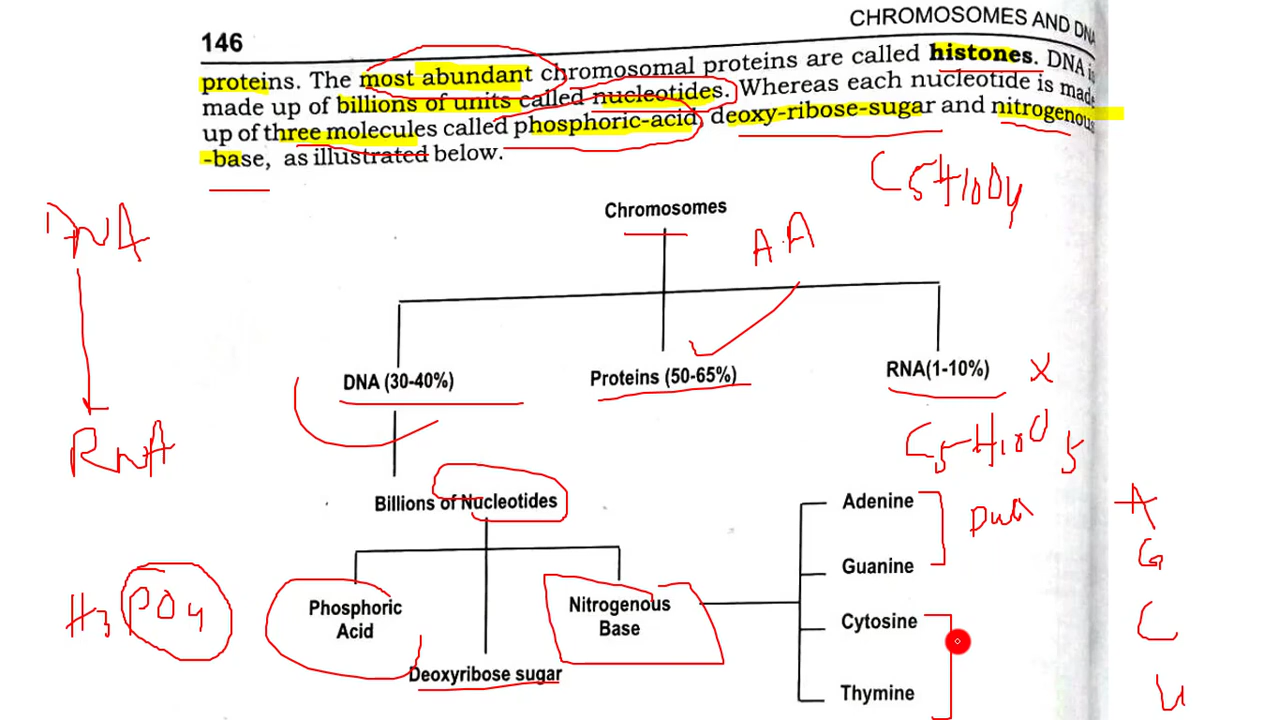 CHROMOSOMES AND DNA
146
proteins. The most abundant chromosomal proteins are called histones. DNA is
made up of billions of units called nucleotides. Whereas each nucleotide is made
up of three molecules called phosphoric-acid, deoxy-ribose-sugar and nitrogenous
-base, as illustrated below.
C5H10O4
DNA
Chromosomes
A.A
DNA (30-40%)
Proteins (50-65%)
RNA(1-10%) X
RNA
C5H10O5
Billions of Nucleotides
Adenine
A
Guanine
G
H3PO4
Phosphoric
Acid
Nitrogenous
Base
Cytosine
C
Deoxyribose sugar
Thymine
U